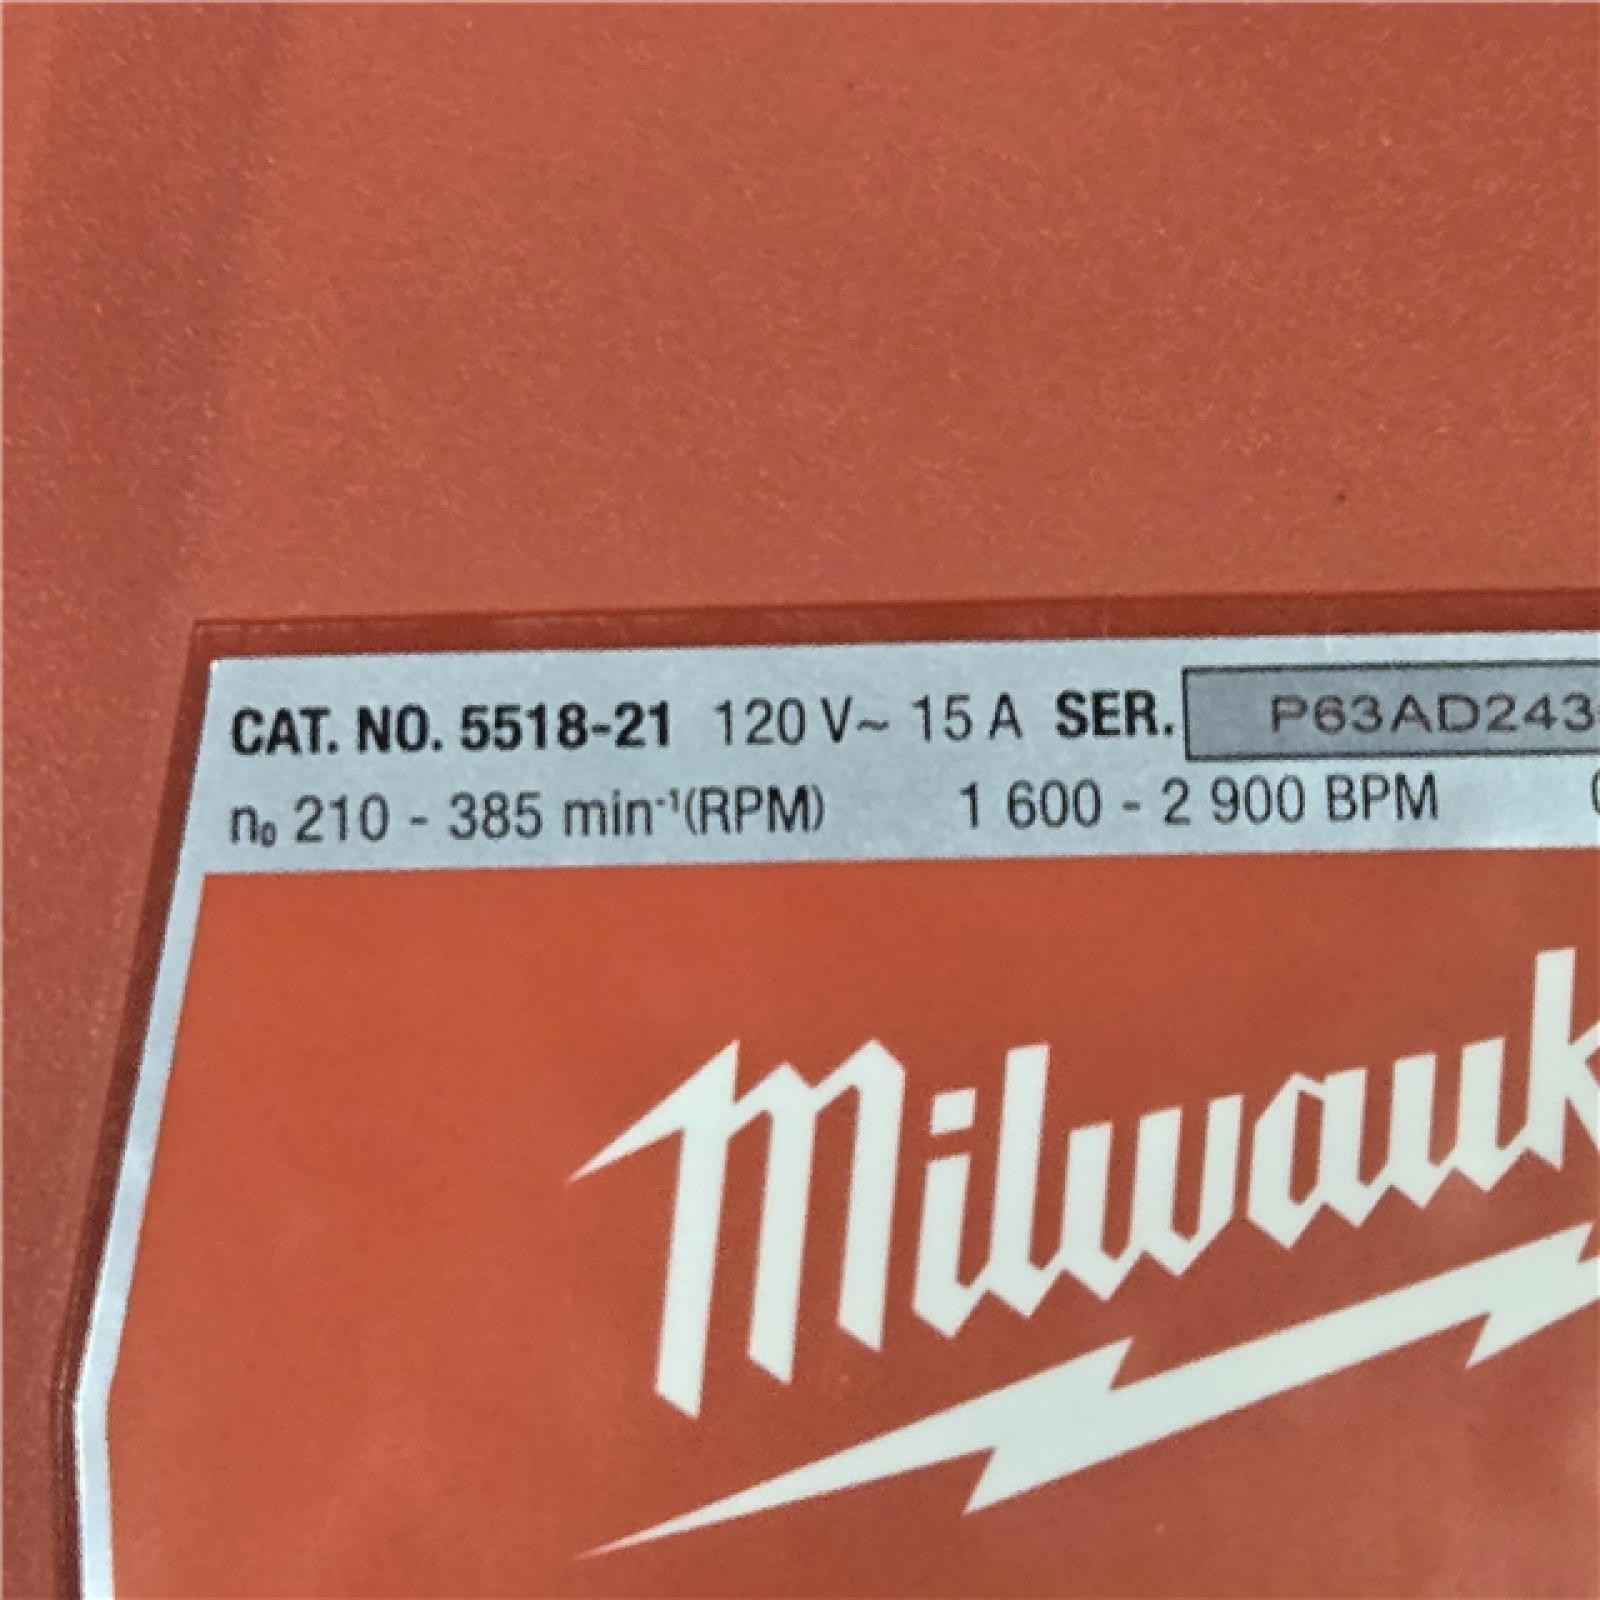 CAT. NO. 5518-21 120 V~ 15 A SER. P63AD243
n₀ 210 - 385 min⁻¹(RPM) 1 600 - 2 900 BPM
Milwauk